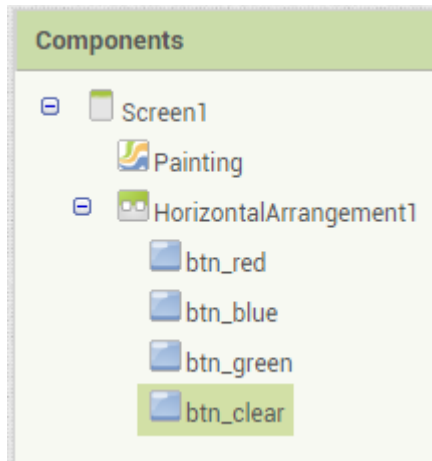 Components
Screen1
Painting
HorizontalArrangement1
btn_red
btn_blue
btn_green
btn_clear